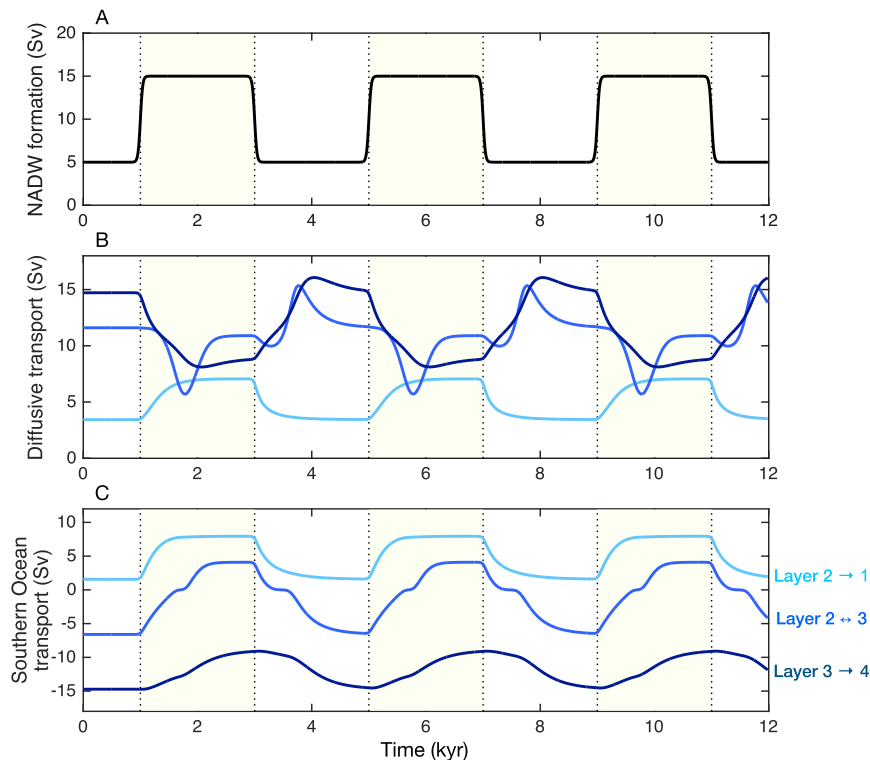 A
NADW formation (Sv)
20
15
10
5
0
0 2 4 6 8 10 12
B
Diffusive transport (Sv)
15
10
5
0
0 2 4 6 8 10 12
C
Southern Ocean
transport (Sv)
10
5
0
-5
-10
-15
Layer 2 → 1
Layer 2 ↔ 3
Layer 3 → 4
0 2 4 6 8 10 12
Time (kyr)